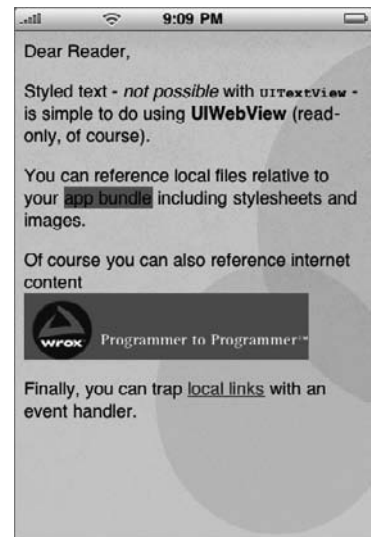 9:09 PM
Dear Reader,
Styled text - not possible with UITextView -
is simple to do using UIWebView (read-
only, of course).
You can reference local files relative to
your app bundle including stylesheets and
images.
Of course you can also reference internet
content
wrox Programmer to Programmer™
Finally, you can trap local links with an
event handler.